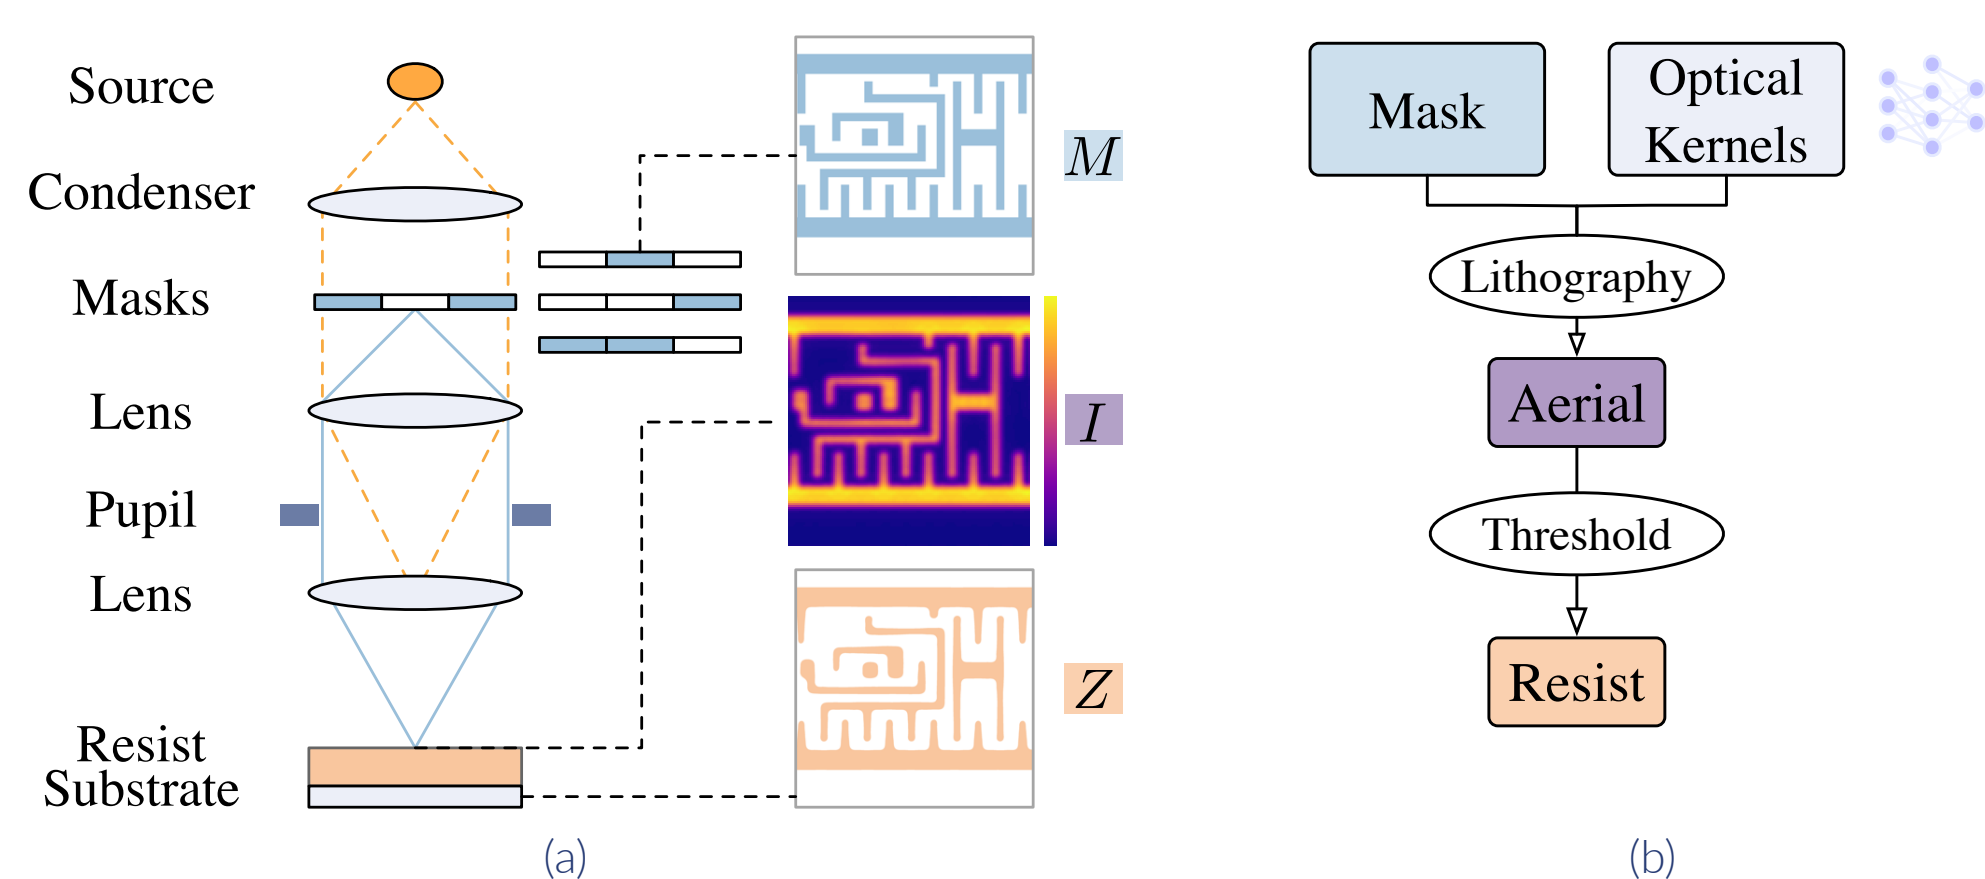 Source
Condenser
Masks
Lens
Pupil
Lens
Resist
Substrate
M
I
Z
(a)
Mask
Optical
Kernels
Lithography
Aerial
Threshold
Resist
(b)